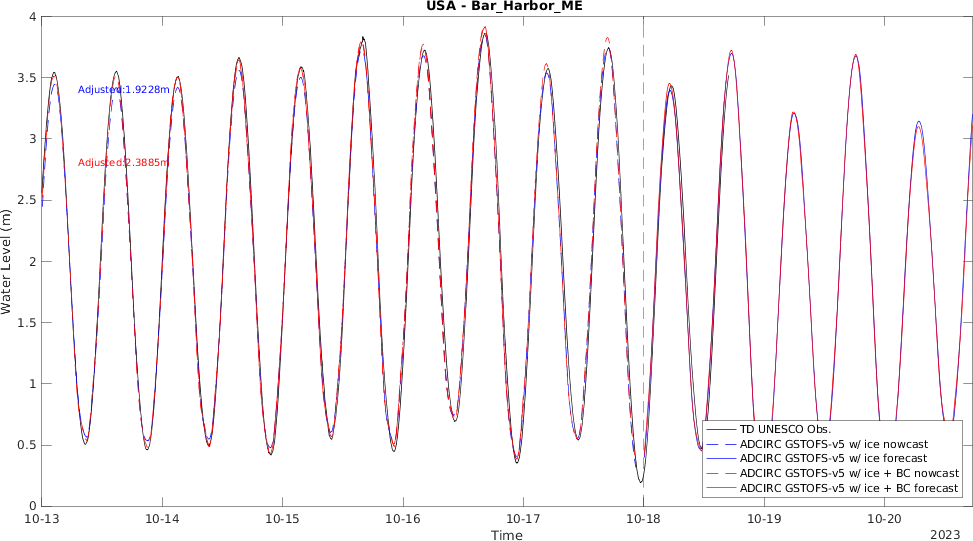 USA - Bar_Harbor_ME
Water Level (m)
4
3.5
3
2.5
2
1.5
1
0.5
0
Adjusted:1.9228m
Adjusted:2.3885m
TD UNESCO Obs.
ADCIRC GSTOFS-v5 w/ ice nowcast
ADCIRC GSTOFS-v5 w/ ice forecast
ADCIRC GSTOFS-v5 w/ ice + BC nowcast
ADCIRC GSTOFS-v5 w/ ice + BC forecast
10-13 10-14 10-15 10-16 10-17 10-18 10-19 10-20
Time
2023